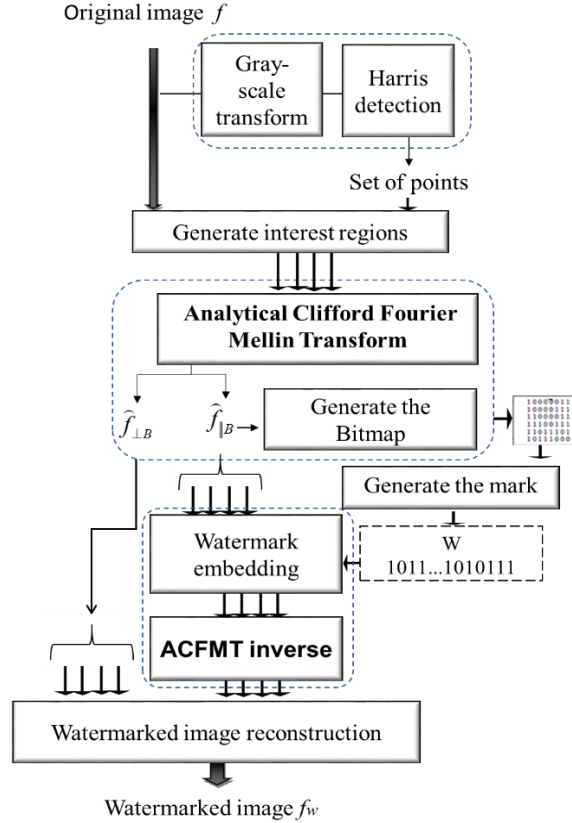 Original image f
Gray-
scale
transform
Harris
detection
Set of points
Generate interest regions
Analytical Clifford Fourier
Mellin Transform
f̂⊥B
f̂∥B
Generate the
Bitmap
Generate the mark
W
1011...1010111
Watermark
embedding
ACFMT inverse
Watermarked image reconstruction
Watermarked image fw